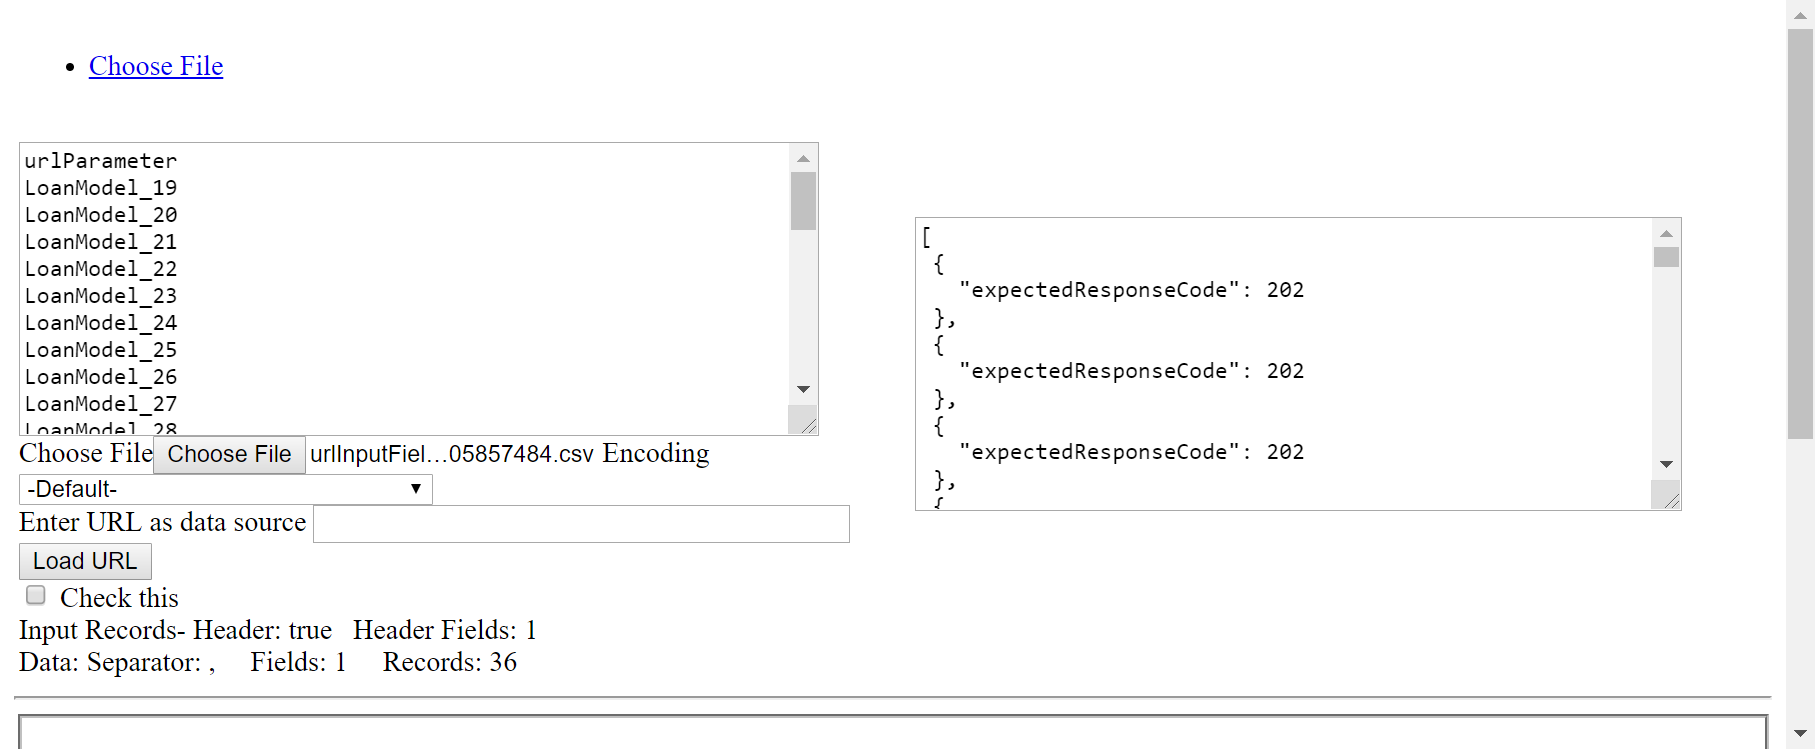 Choose File
urlParameter
LoanModel_19
LoanModel_20
LoanModel_21
LoanModel_22
LoanModel_23
LoanModel_24
LoanModel_25
LoanModel_26
LoanModel_27
LoanModel_28
Choose File Choose File urlInputFiel...05857484.csv Encoding
-Default-
Enter URL as data source
Load URL
Check this
Input Records- Header: true Header Fields: 1
Data: Separator: , Fields: 1 Records: 36
[
{
"expectedResponseCode": 202
},
{
"expectedResponseCode": 202
},
{
"expectedResponseCode": 202
},
{